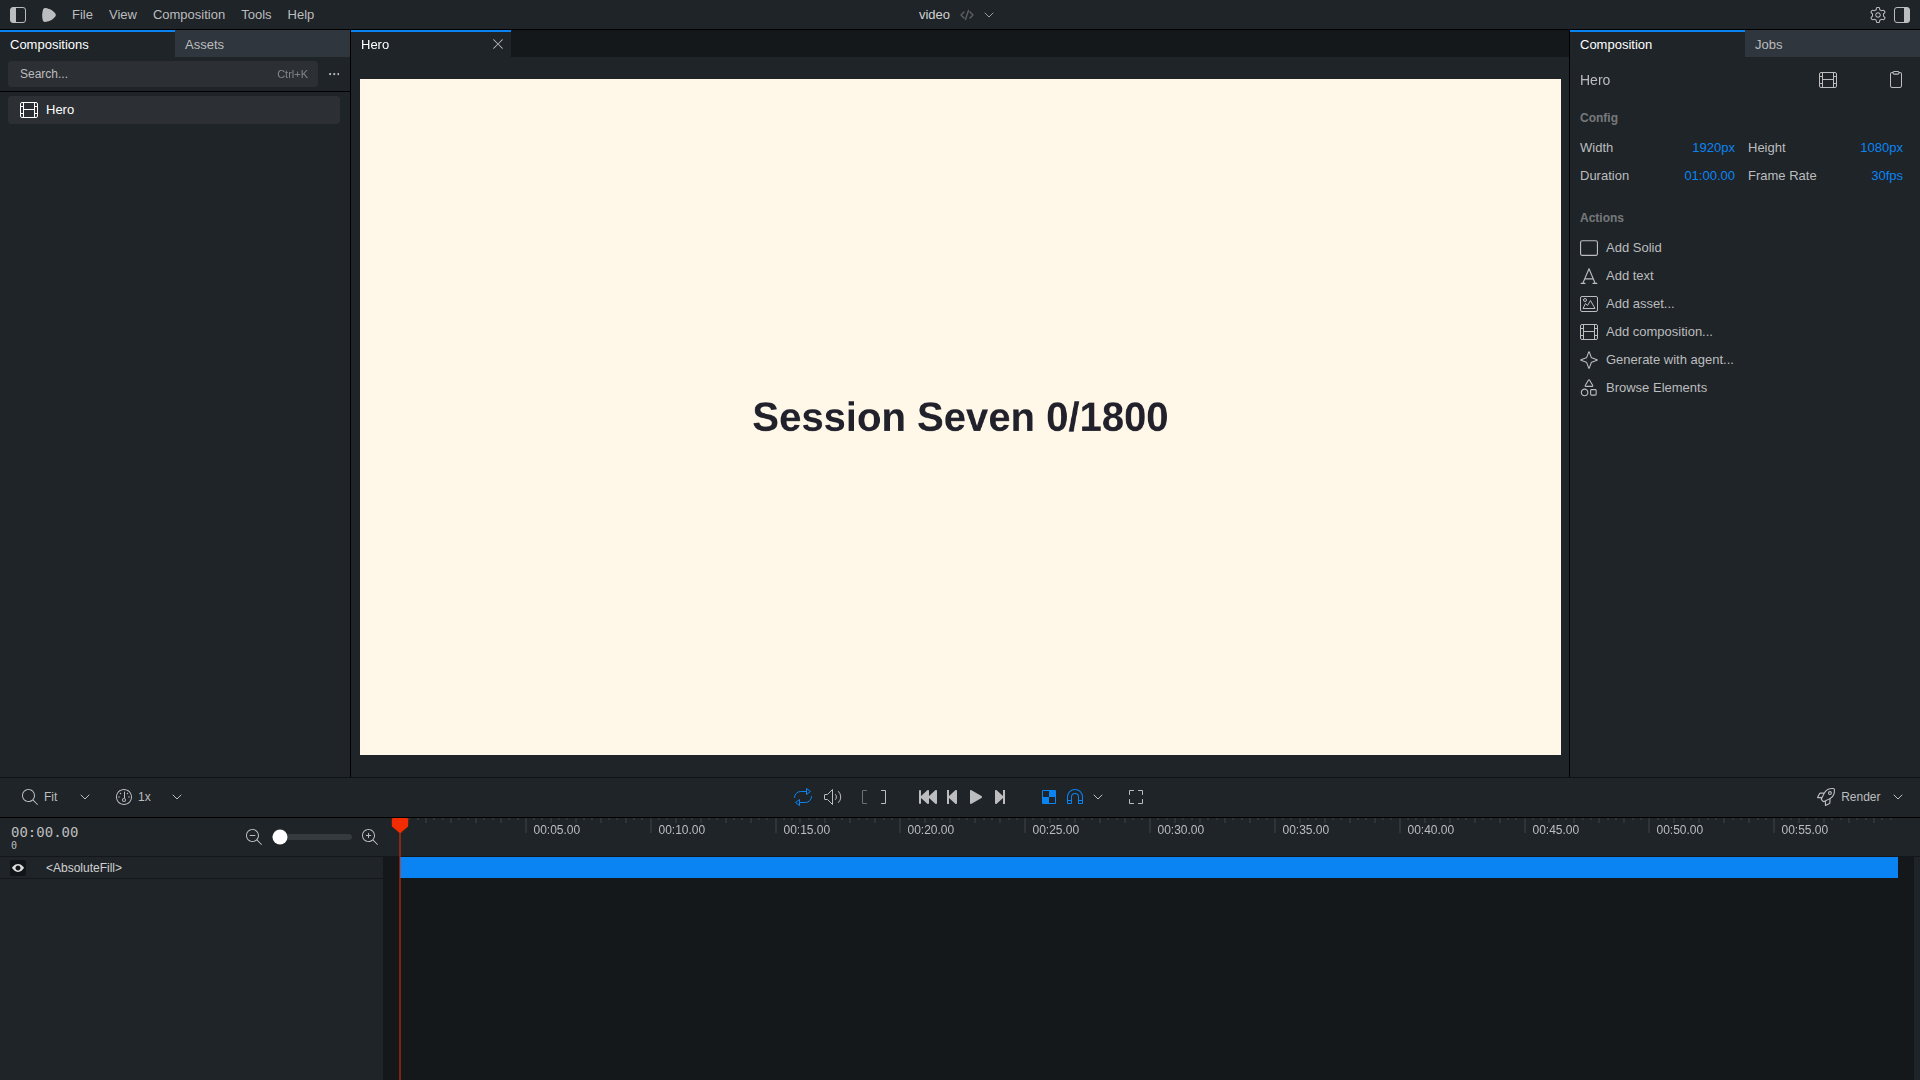 File View Composition Tools Help
video
Compositions Assets
Hero
Composition Jobs
Search... Ctrl+K
Hero
Hero
Config
Width 1920px Height 1080px
Duration 01:00.00 Frame Rate 30fps
Actions
Add Solid
Add text
Add asset...
Add composition...
Generate with agent...
Browse Elements
Session Seven 0/1800
Fit 1x
Render
00:00.00
0
00:05.00 00:10.00 00:15.00 00:20.00 00:25.00 00:30.00 00:35.00 00:40.00 00:45.00 00:50.00 00:55.00
<AbsoluteFill>